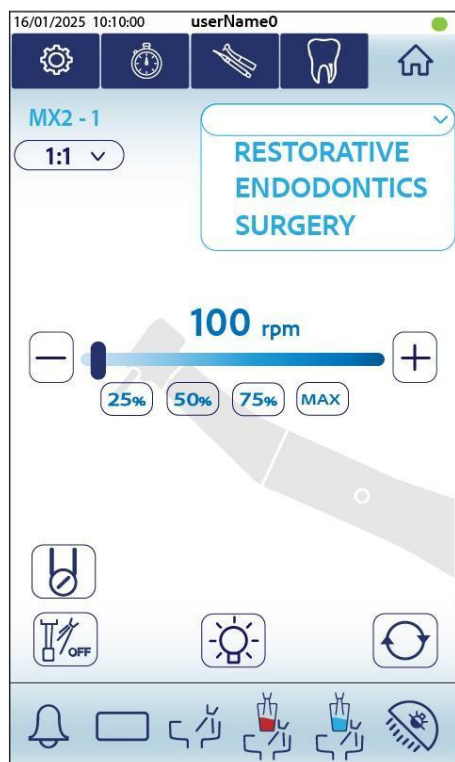 16/01/2025 10:10:00 userName0
MX2 - 1
1:1
RESTORATIVE
ENDODONTICS
SURGERY
100 rpm
25% 50% 75% MAX
OFF